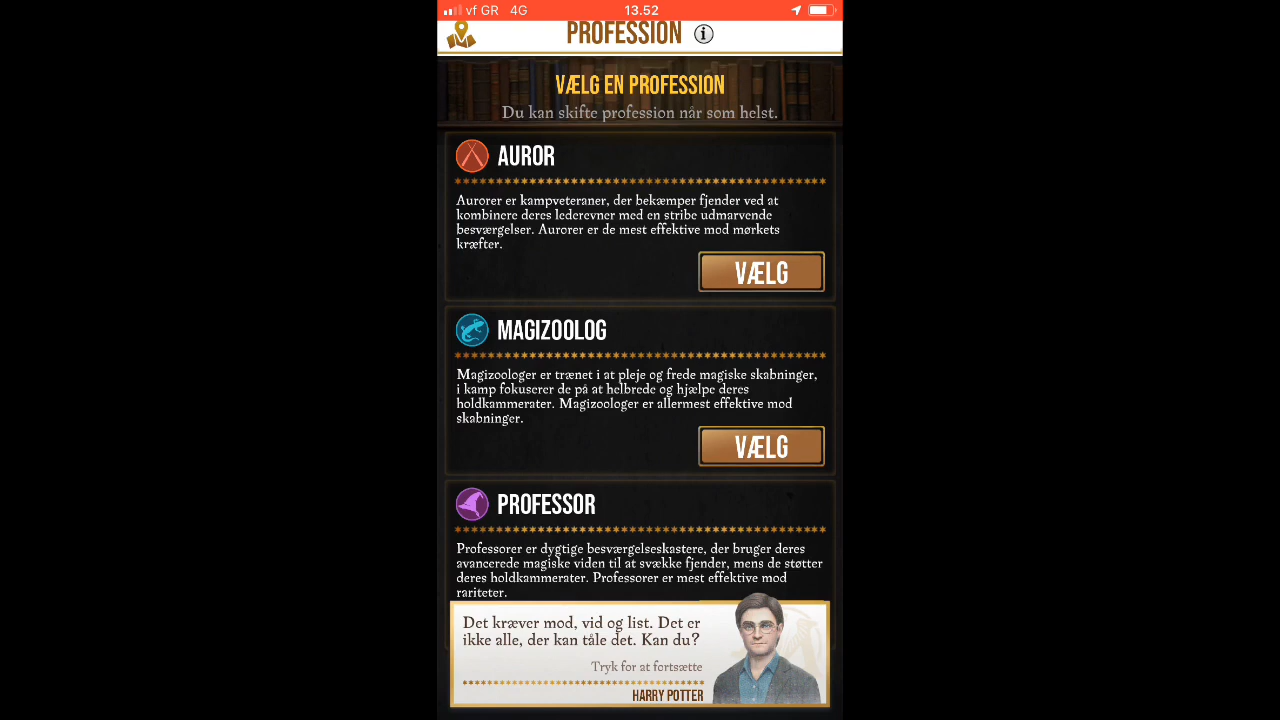 vf GR 4G 13.52
PROFESSION i
VÆLG EN PROFESSION
Du kan skifte profession når som helst.
AUROR
Aurorer er kampveteraner, der bekæmper fjender ved at
kombinere deres lederevner med en stribe udmarvende
besværgelser. Aurorer er de mest effektive mod mørkets
kræfter.
VÆLG
MAGIZOOLOG
Magizoologer er trænet i at pleje og frede magiske skabninger,
i kamp fokuserer de på at helbrede og hjælpe deres
holdkammerater. Magizoologer er allermest effektive mod
skabninger.
VÆLG
PROFESSOR
Professorer er dygtige besværgelseskastere, der bruger deres
avancerede magiske viden til at svække fjender, mens de støtter
deres holdkammerater. Professorer er mest effektive mod
rariteter.
Det kræver mod, vid og list. Det er
ikke alle, der kan tåle det. Kan du?
Tryk for at fortsætte
HARRY POTTER